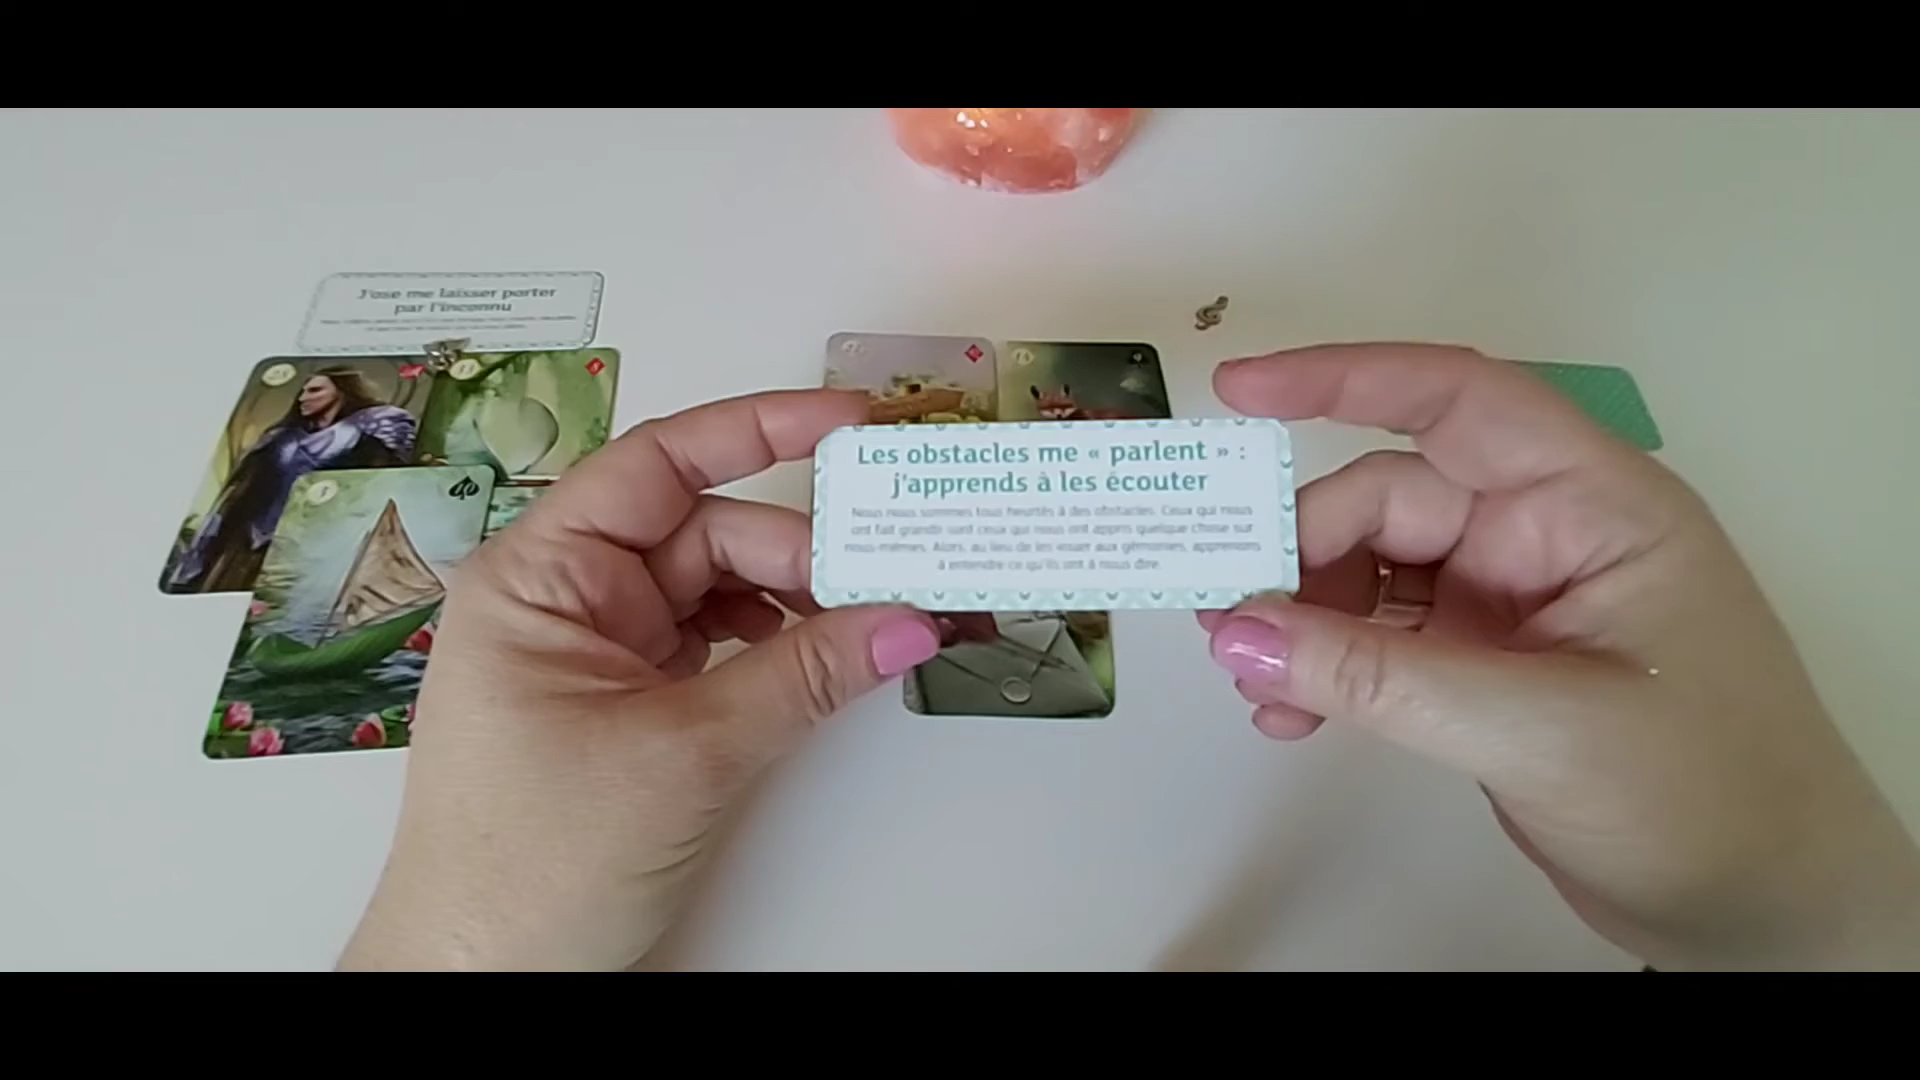 J'ose me laisser porter
par l'inconnu
Les obstacles me « parlent » :
j'apprends à les écouter
Nous nous sommes tous heurtés à des obstacles. Ceux qui nous
ont fait grandir sont ceux qui nous ont appris quelque chose sur
nous-mêmes. Alors, au lieu de les vouer aux gémonies, apprenons
à entendre ce qu'ils ont à nous dire.